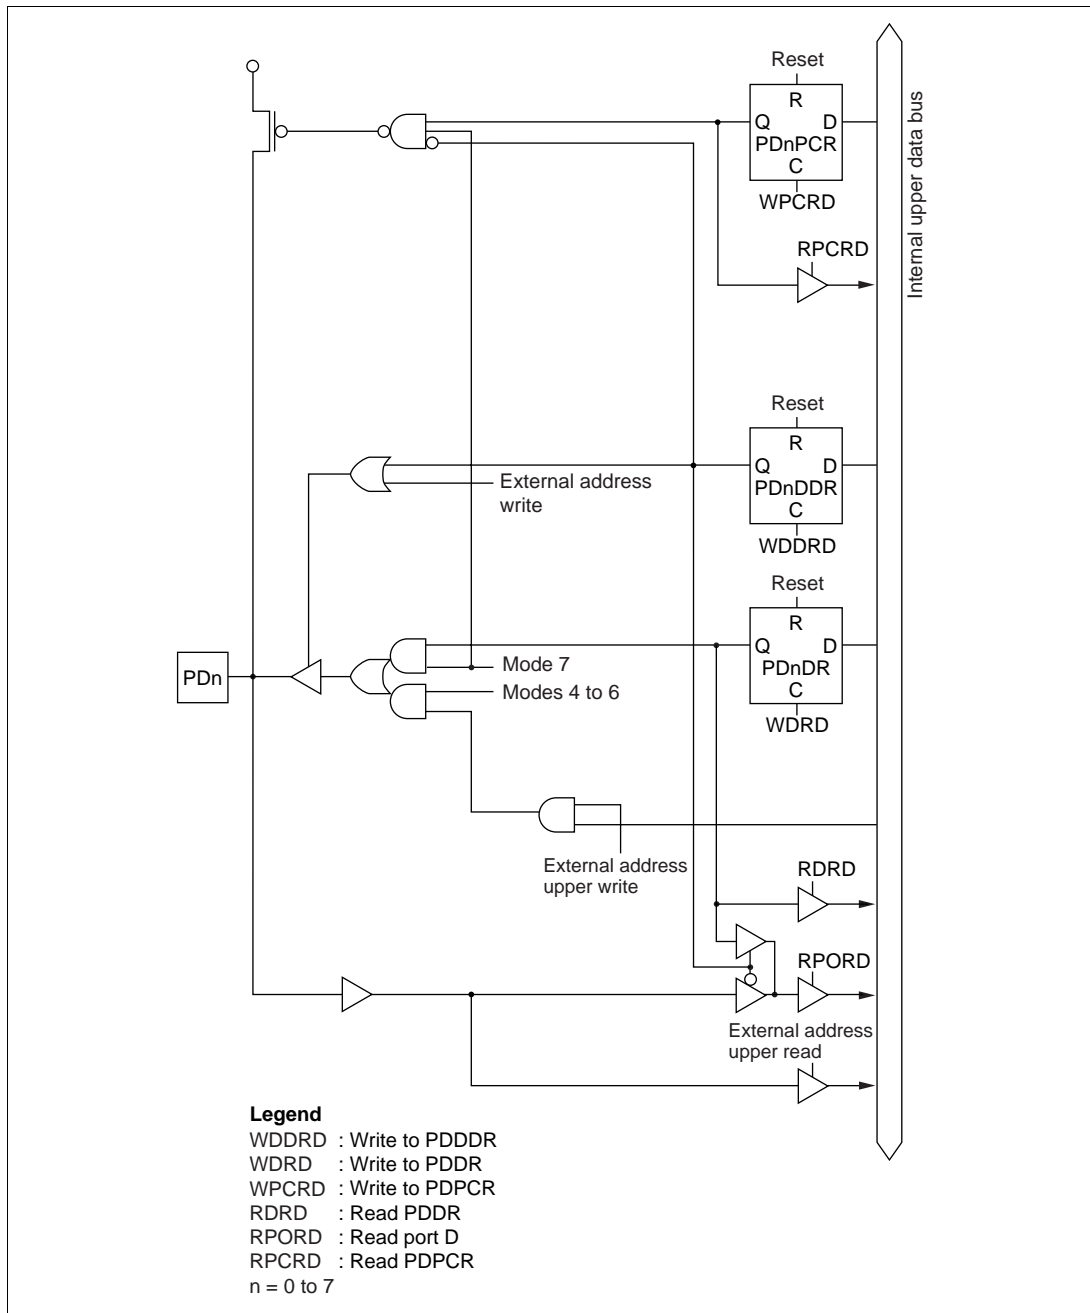 Reset
R
Q D
PDnPCR
C
WPCRD
Internal upper data bus
RPCRD
Reset
R
Q D
PDnDDR
C
WDDRD
External address
write
Reset
R
Q D
PDnDR
C
WDRD
PDn
Mode 7
Modes 4 to 6
External address
upper write
RDRD
RPORD
External address
upper read
Legend
WDDRD : Write to PDDDR
WDRD : Write to PDDR
WPCRD : Write to PDPCR
RDRD : Read PDDR
RPORD : Read port D
RPCRD : Read PDPCR
n = 0 to 7